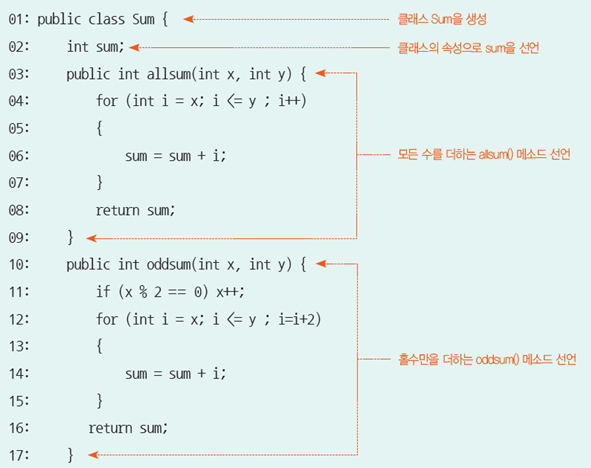 01: public class Sum { 클래스 Sum을 생성
02: int sum; 클래스의 속성으로 sum을 선언
03: public int allsum(int x, int y) {
04: for (int i = x; i <= y ; i++)
05: {
06: sum = sum + i; 모든 수를 더하는 allsum() 메소드 선언
07: }
08: return sum;
09: }
10: public int oddsum(int x, int y) {
11: if (x % 2 == 0) x++;
12: for (int i = x; i <= y ; i=i+2)
13: {
14: sum = sum + i; 홀수만을 더하는 oddsum() 메소드 선언
15: }
16: return sum;
17: }